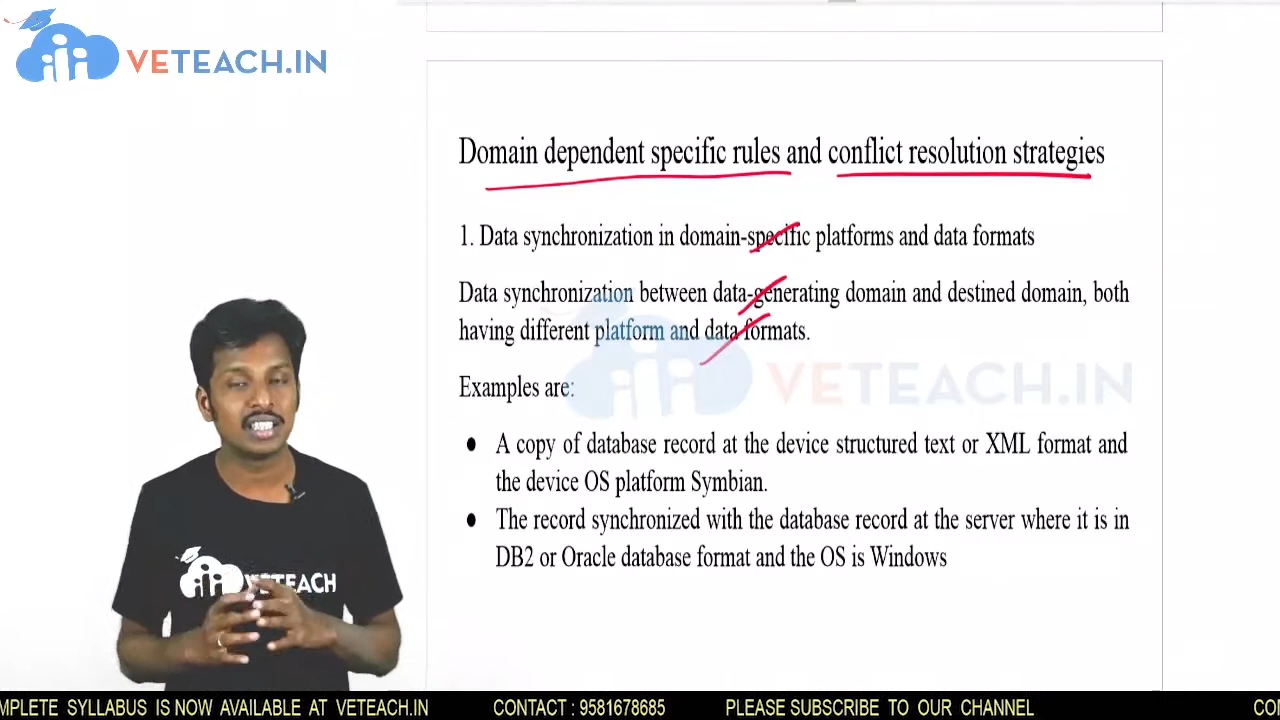 VETEACH.IN
Domain dependent specific rules and conflict resolution strategies
1. Data synchronization in domain-specific platforms and data formats
Data synchronization between data-generating domain and destined domain, both
having different platform and data formats.
VETEACH.IN
Examples are:
● A copy of database record at the device structured text or XML format and
the device OS platform Symbian.
● The record synchronized with the database record at the server where it is in
DB2 or Oracle database format and the OS is Windows
VETEACH
MPLETE SYLLABUS IS NOW AVAILABLE AT VETEACH.IN CONTACT : 9581678685 PLEASE SUBSCRIBE TO OUR CHANNEL CO